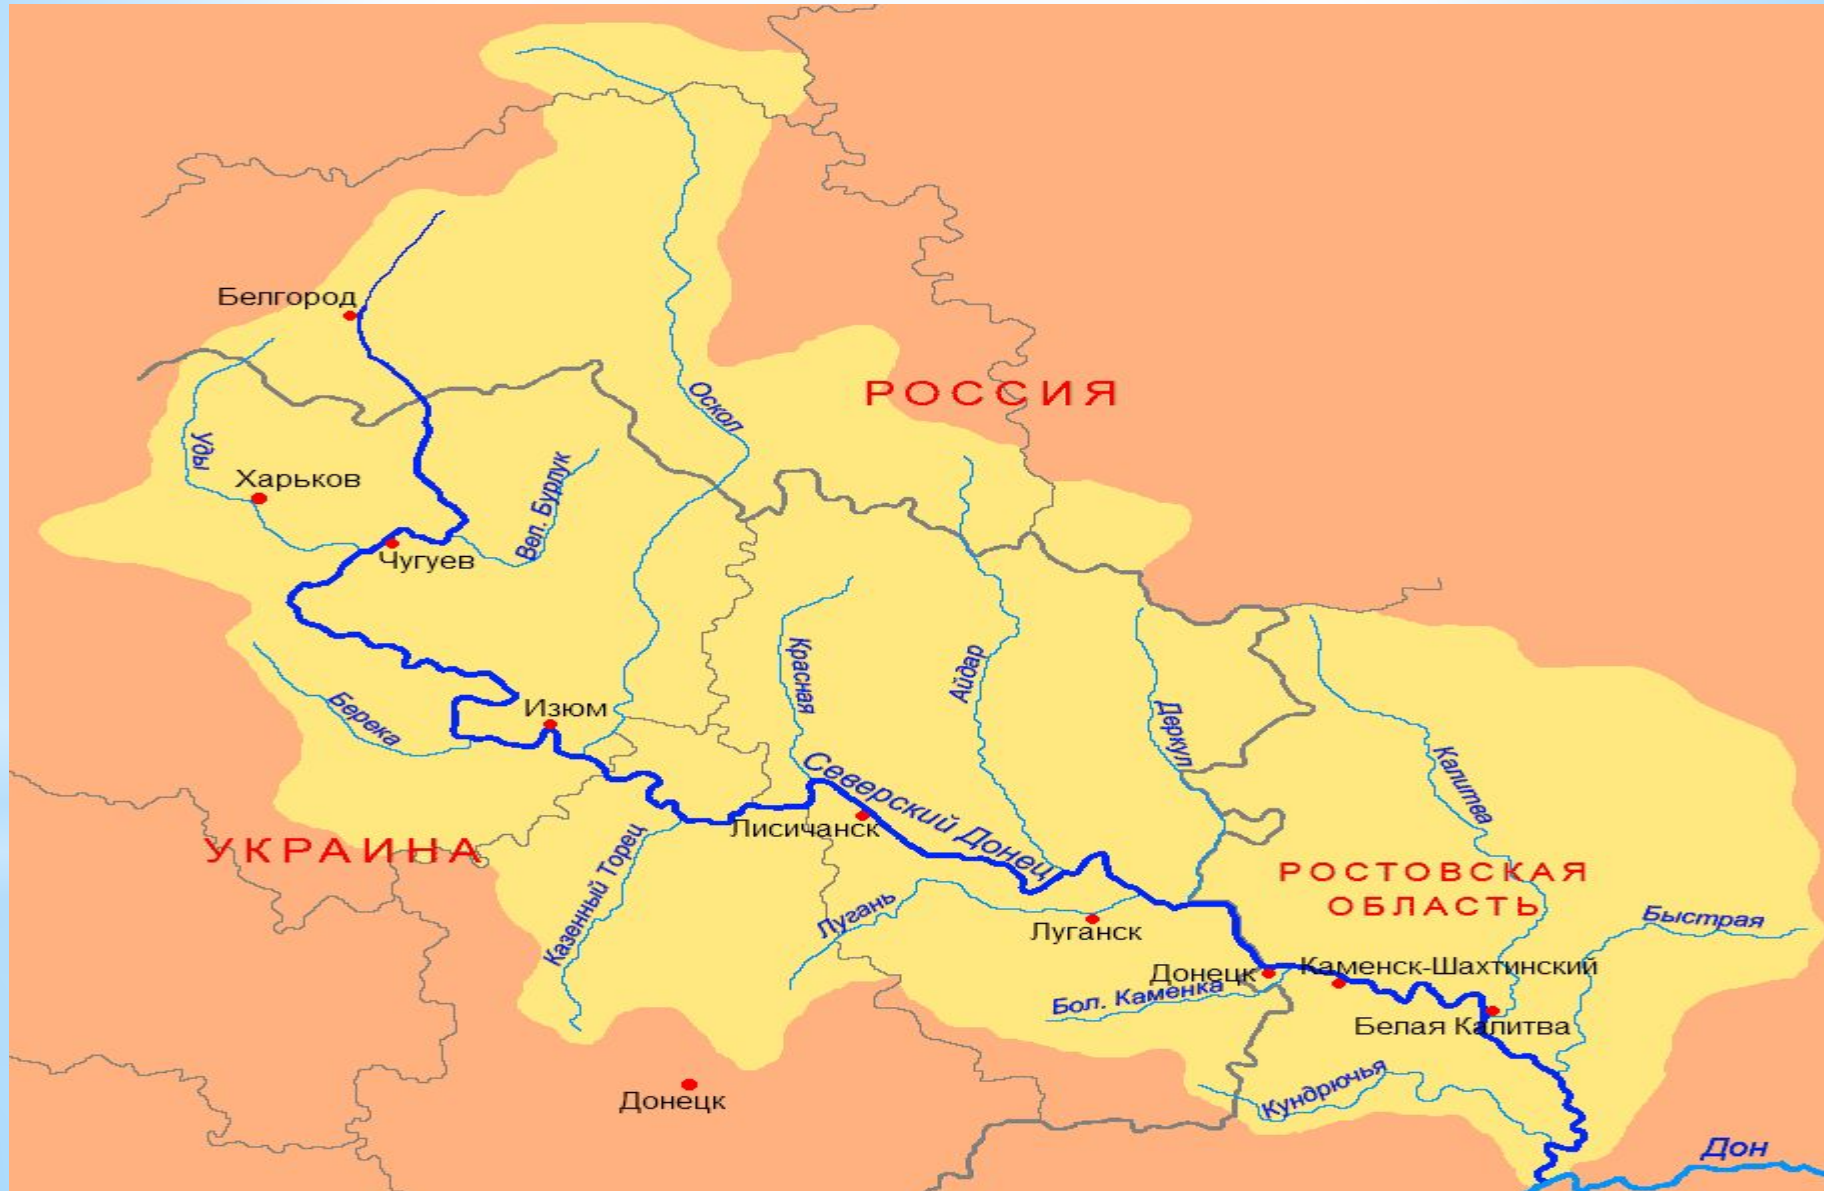 Белгород
РОССИЯ
Оскол
Уды
Харьков
Вел. Бурлук
Чугуев
Красная
Айдар
Берека
Изюм
Деркул
Калитва
Северский Донец
Лисичанск
УКРАИНА
Казенный Торец
РОСТОВСКАЯ
ОБЛАСТЬ
Лугань
Быстрая
Луганск
Донецк
Каменск-Шахтинский
Бол. Каменка
Белая Калитва
Кундрючья
Донецк
Дон